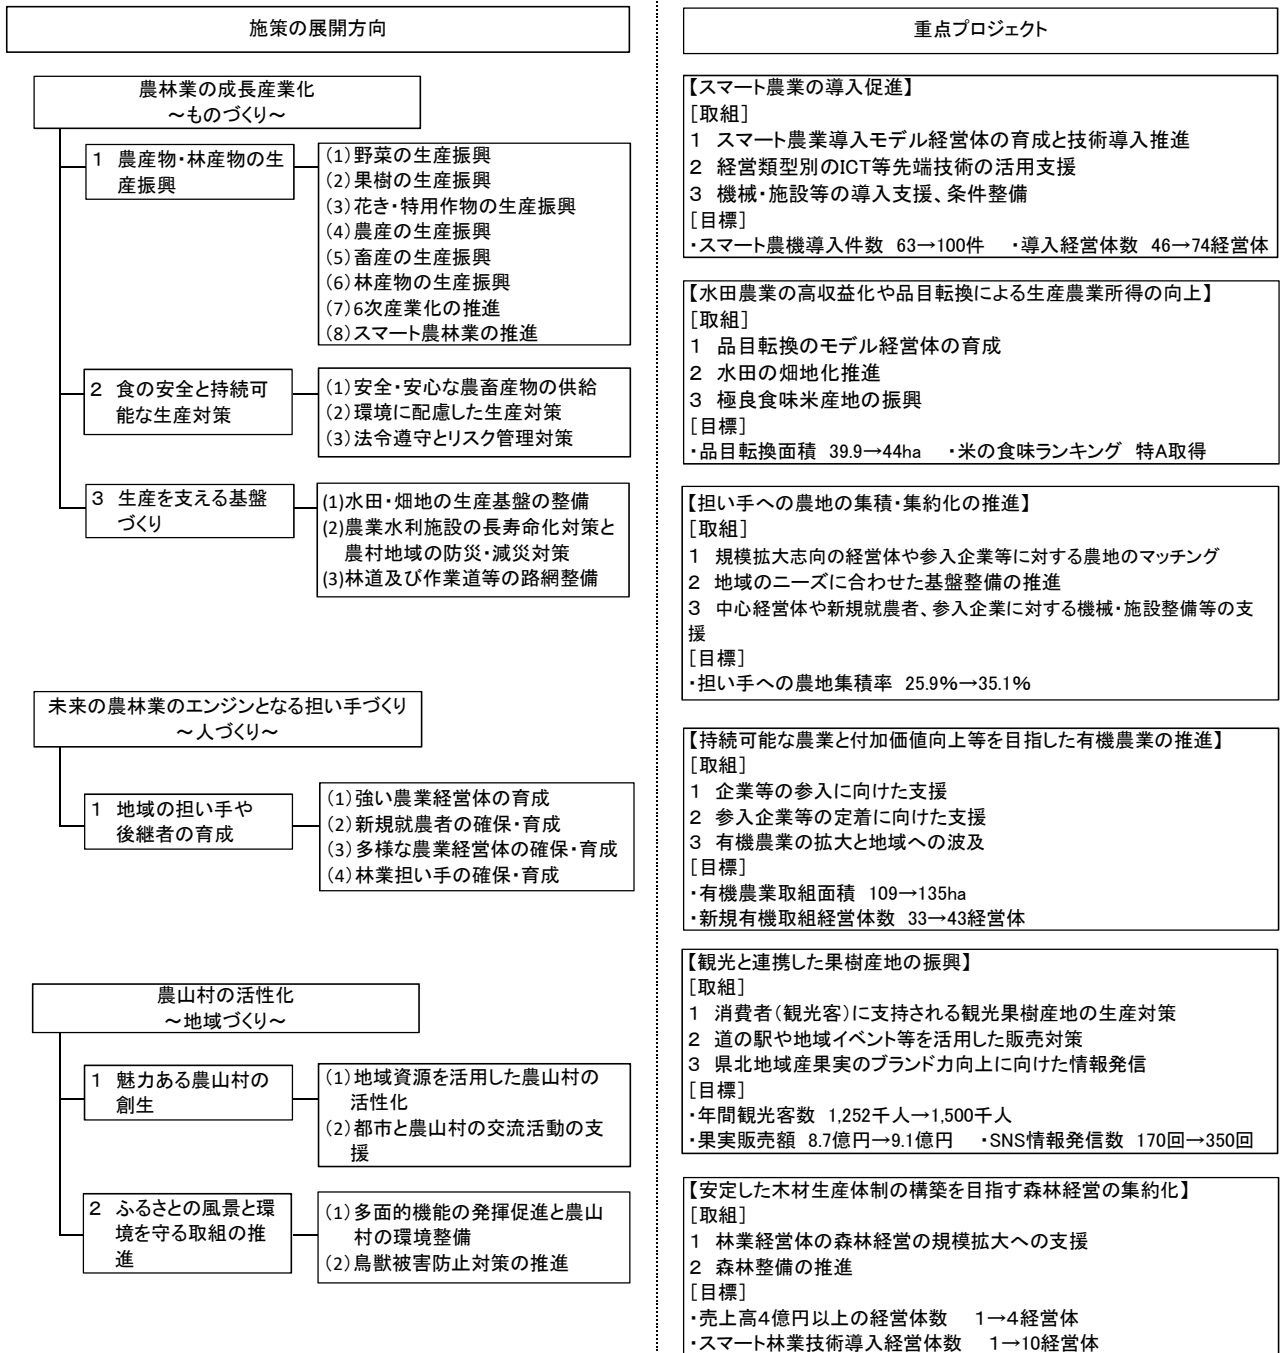 施策の展開方向
農林業の成長産業化
～ものづくり～
1 農産物・林産物の生
産振興
(1)野菜の生産振興
(2)果樹の生産振興
(3)花き・特用作物の生産振興
(4)農産の生産振興
(5)畜産の生産振興
(6)林産物の生産振興
(7)6次産業化の推進
(8)スマート農林業の推進
2 食の安全と持続可
能な生産対策
(1)安全・安心な農畜産物の供給
(2)環境に配慮した生産対策
(3)法令遵守とリスク管理対策
3 生産を支える基盤
づくり
(1)水田・畑地の生産基盤の整備
(2)農業水利施設の長寿命化対策と
農村地域の防災・減災対策
(3)林道及び作業道等の路網整備
未来の農林業のエンジンとなる担い手づくり
～人づくり～
1 地域の担い手や
後継者の育成
(1)強い農業経営体の育成
(2)新規就農者の確保・育成
(3)多様な農業経営体の確保・育成
(4)林業担い手の確保・育成
農山村の活性化
～地域づくり～
1 魅力ある農山村の
創生
(1)地域資源を活用した農山村の
活性化
(2)都市と農山村の交流活動の支
援
2 ふるさとの風景と環
境を守る取組の推
進
(1)多面的機能の発揮促進と農山
村の環境整備
(2)鳥獣被害防止対策の推進
重点プロジェクト
【スマート農業の導入促進】
[取組]
1 スマート農業導入モデル経営体の育成と技術導入推進
2 経営類型別のICT等先端技術の活用支援
3 機械・施設等の導入支援、条件整備
[目標]
・スマート農機導入件数 63→100件 ・導入経営体数 46→74経営体
【水田農業の高収益化や品目転換による生産農業所得の向上】
[取組]
1 品目転換のモデル経営体の育成
2 水田の畑地化推進
3 極良食味米産地の振興
[目標]
・品目転換面積 39.9→44ha ・米の食味ランキング 特A取得
【担い手への農地の集積・集約化の推進】
[取組]
1 規模拡大志向の経営体や参入企業等に対する農地のマッチング
2 地域のニーズに合わせた基盤整備の推進
3 中心経営体や新規就農者、参入企業に対する機械・施設整備等の支
援
[目標]
・担い手への農地集積率 25.9%→35.1%
【持続可能な農業と付加価値向上等を目指した有機農業の推進】
[取組]
1 企業等の参入に向けた支援
2 参入企業等の定着に向けた支援
3 有機農業の拡大と地域への波及
[目標]
・有機農業取組面積 109→135ha
・新規有機取組経営体数 33→43経営体
【観光と連携した果樹産地の振興】
[取組]
1 消費者(観光客)に支持される観光果樹産地の生産対策
2 道の駅や地域イベント等を活用した販売対策
3 県北地域産果実のブランド力向上に向けた情報発信
[目標]
・年間観光客数 1,252千人→1,500千人
・果実販売額 8.7億円→9.1億円 ・SNS情報発信数 170回→350回
【安定した木材生産体制の構築を目指す森林経営の集約化】
[取組]
1 林業経営体の森林経営の規模拡大への支援
2 森林整備の推進
[目標]
・売上高4億円以上の経営体数 1→4経営体
・スマート林業技術導入経営体数 1→10経営体